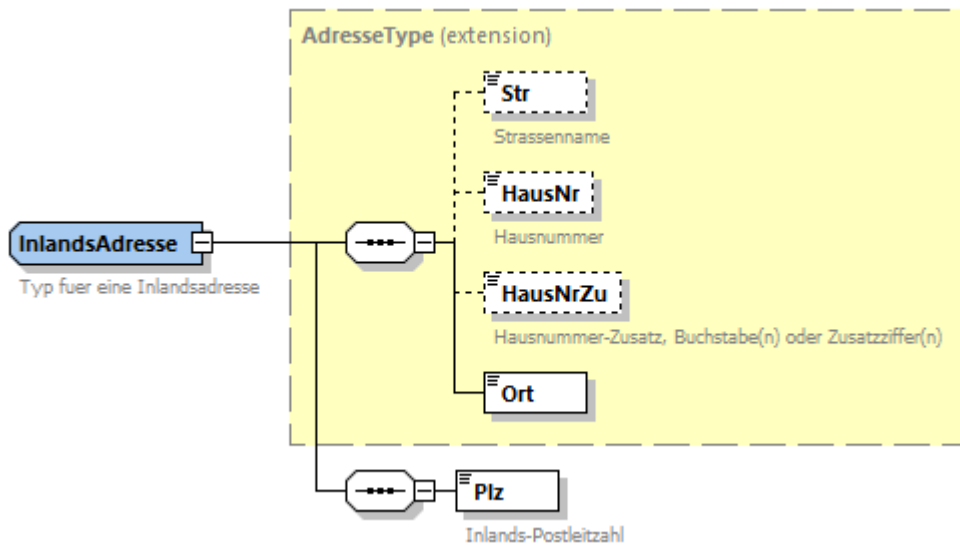 AdresseType (extension)
Str
Strassenname
HausNr
Hausnummer
InlandsAdresse
Typ fuer eine Inlandsadresse
HausNrZu
Hausnummer-Zusatz, Buchstabe(n) oder Zusatzziffer(n)
Ort
Plz
Inlands-Postleitzahl